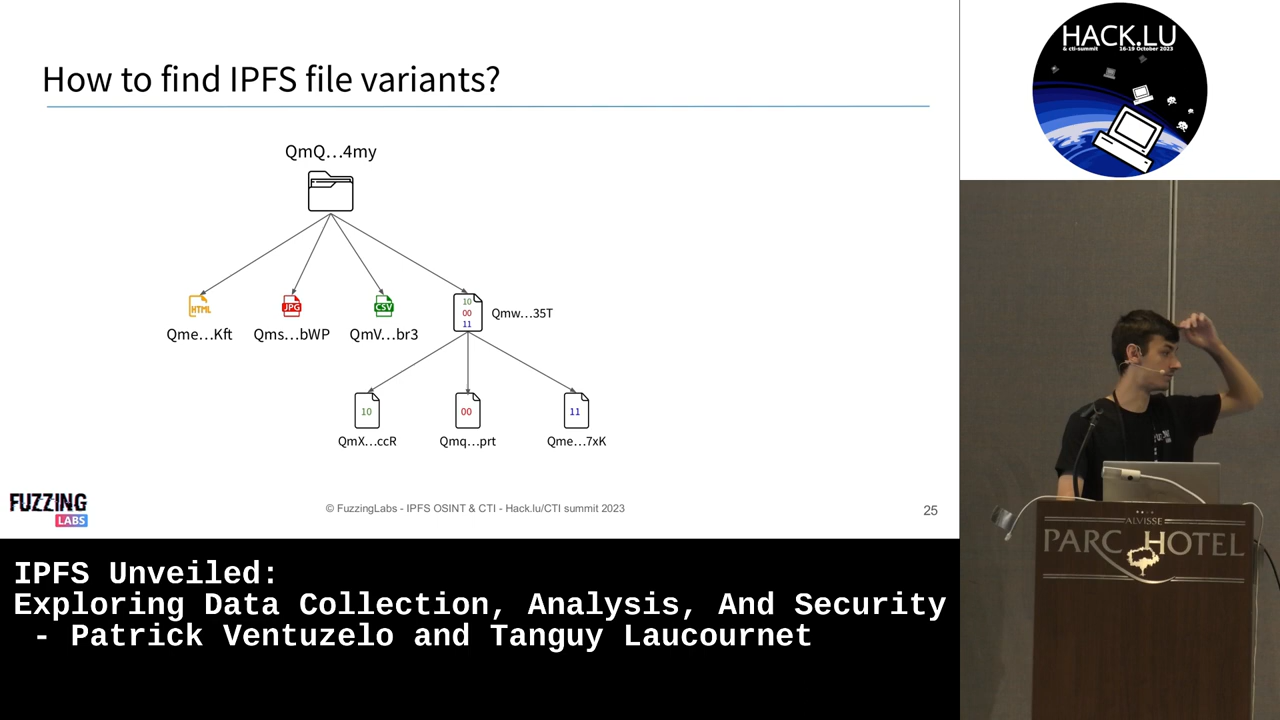 How to find IPFS file variants?
QmQ...4my
HTML
JPG
CSV
10
00
11
Qmw...35T
Qme...Kft
Qms...bWP
QmV...br3
10
00
11
QmX...ccR
Qmq...prt
Qme...7xK
FUZZING
LABS
© FuzzingLabs - IPFS OSINT & CTI - Hack.lu/CTI summit 2023
25
HACK.LU
& cti-summit 16-19 October 2023
ALVISSE
PARC HOTEL
IPFS Unveiled:
Exploring Data Collection, Analysis, And Security
- Patrick Ventuzelo and Tanguy Laucournet